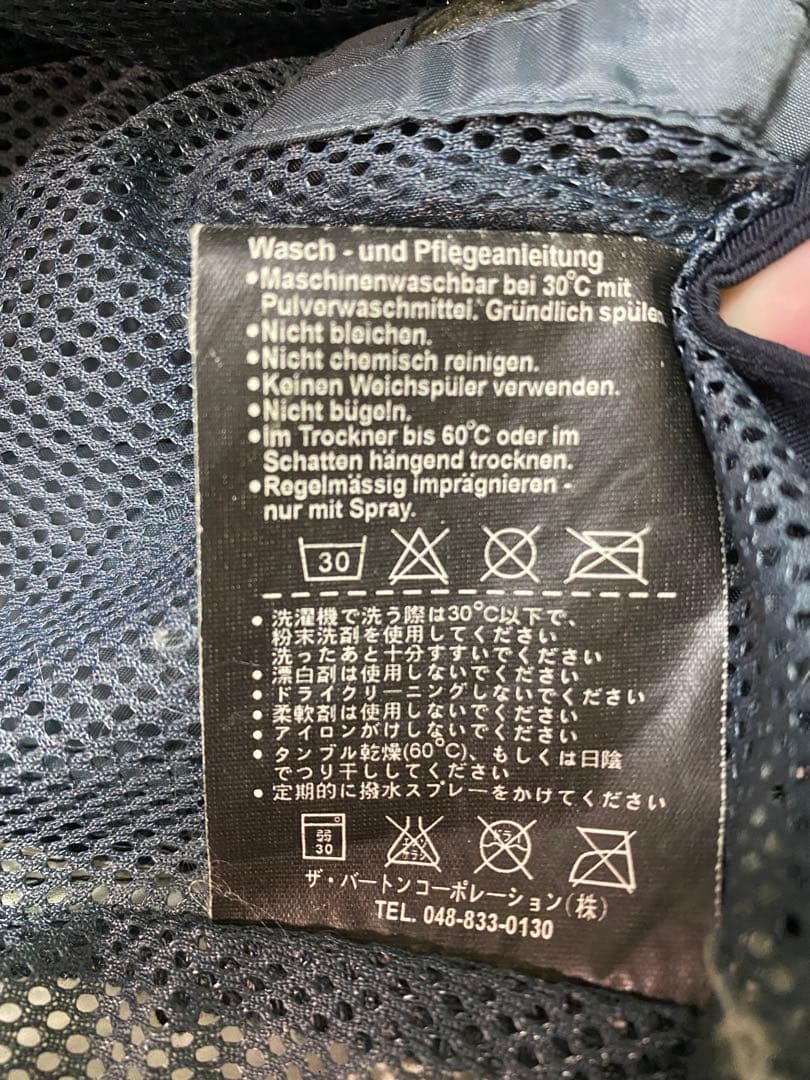 Wasch - und Pflegeanleitung
•Maschinenwaschbar bei 30°C mit
Pulverwaschmittel. Gründlich spülen
•Nicht bleichen.
•Nicht chemisch reinigen.
•Keinen Weichspüler verwenden.
•Nicht bügeln.
•Im Trockner bis 60°C oder im
Schatten hängend trocknen.
•Regelmässig imprägnieren -
nur mit Spray.
30
• 洗濯機で洗う際は30°C以下で、
粉末洗剤を使用してください
洗ったあと十分すすいでください
• 漂白剤は使用しないでください
• ドライクリーニングしないでください
• 柔軟剤は使用しないでください
• アイロンがけしないでください
• タンブル乾燥(60°C)、もしくは日陰
でつり干ししてください
• 定期的に撥水スプレーをかけてください
弱
30
エンソ
サラシ
ドライ
ザ・バートンコーポレーション(株)
TEL. 048-833-0130